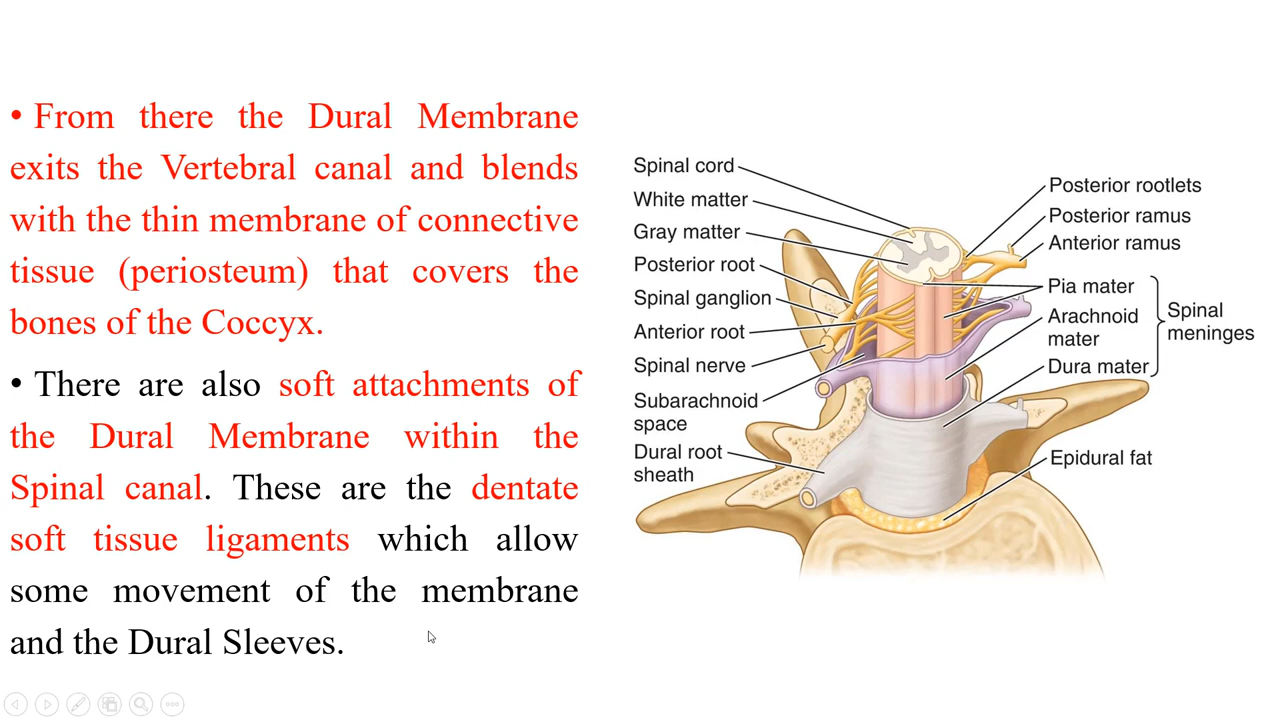 • From there the Dural Membrane
exits the Vertebral canal and blends
with the thin membrane of connective
tissue (periosteum) that covers the
bones of the Coccyx.
• There are also soft attachments of
the Dural Membrane within the
Spinal canal. These are the dentate
soft tissue ligaments which allow
some movement of the membrane
and the Dural Sleeves.
Spinal cord
White matter
Gray matter
Posterior root
Spinal ganglion
Anterior root
Spinal nerve
Subarachnoid
space
Dural root
sheath
Posterior rootlets
Posterior ramus
Anterior ramus
Pia mater
Arachnoid
mater
Dura mater
Spinal
meninges
Epidural fat